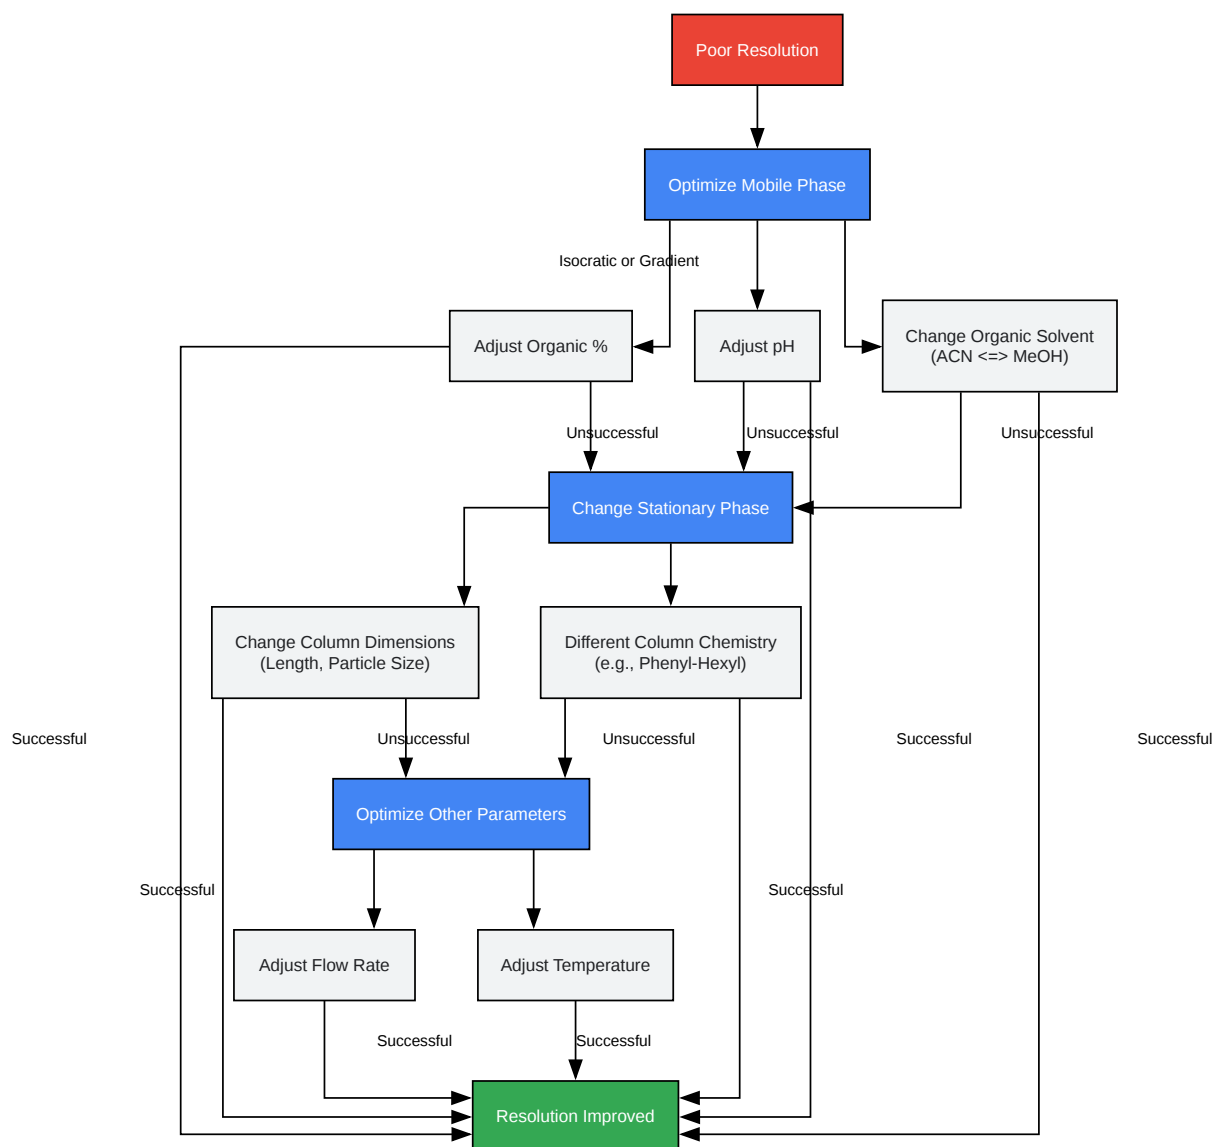 Poor Resolution
Optimize Mobile Phase
Isocratic or Gradient
Adjust Organic %
Adjust pH
Change Organic Solvent
(ACN <=> MeOH)
Unsuccessful
Unsuccessful
Unsuccessful
Change Stationary Phase
Change Column Dimensions
(Length, Particle Size)
Different Column Chemistry
(e.g., Phenyl-Hexyl)
Successful
Unsuccessful
Unsuccessful
Successful
Successful
Optimize Other Parameters
Successful
Successful
Adjust Flow Rate
Adjust Temperature
Successful
Successful
Resolution Improved